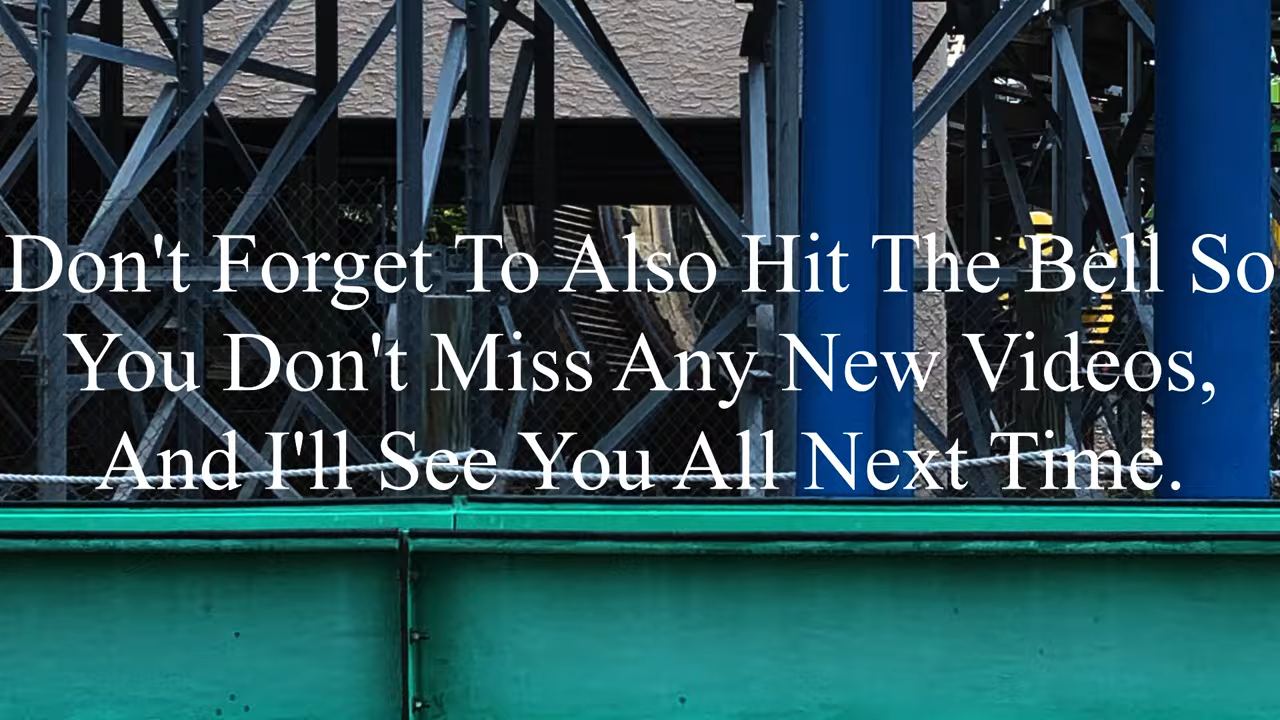 Don't Forget To Also Hit The Bell So
You Don't Miss Any New Videos,
And I'll See You All Next Time.